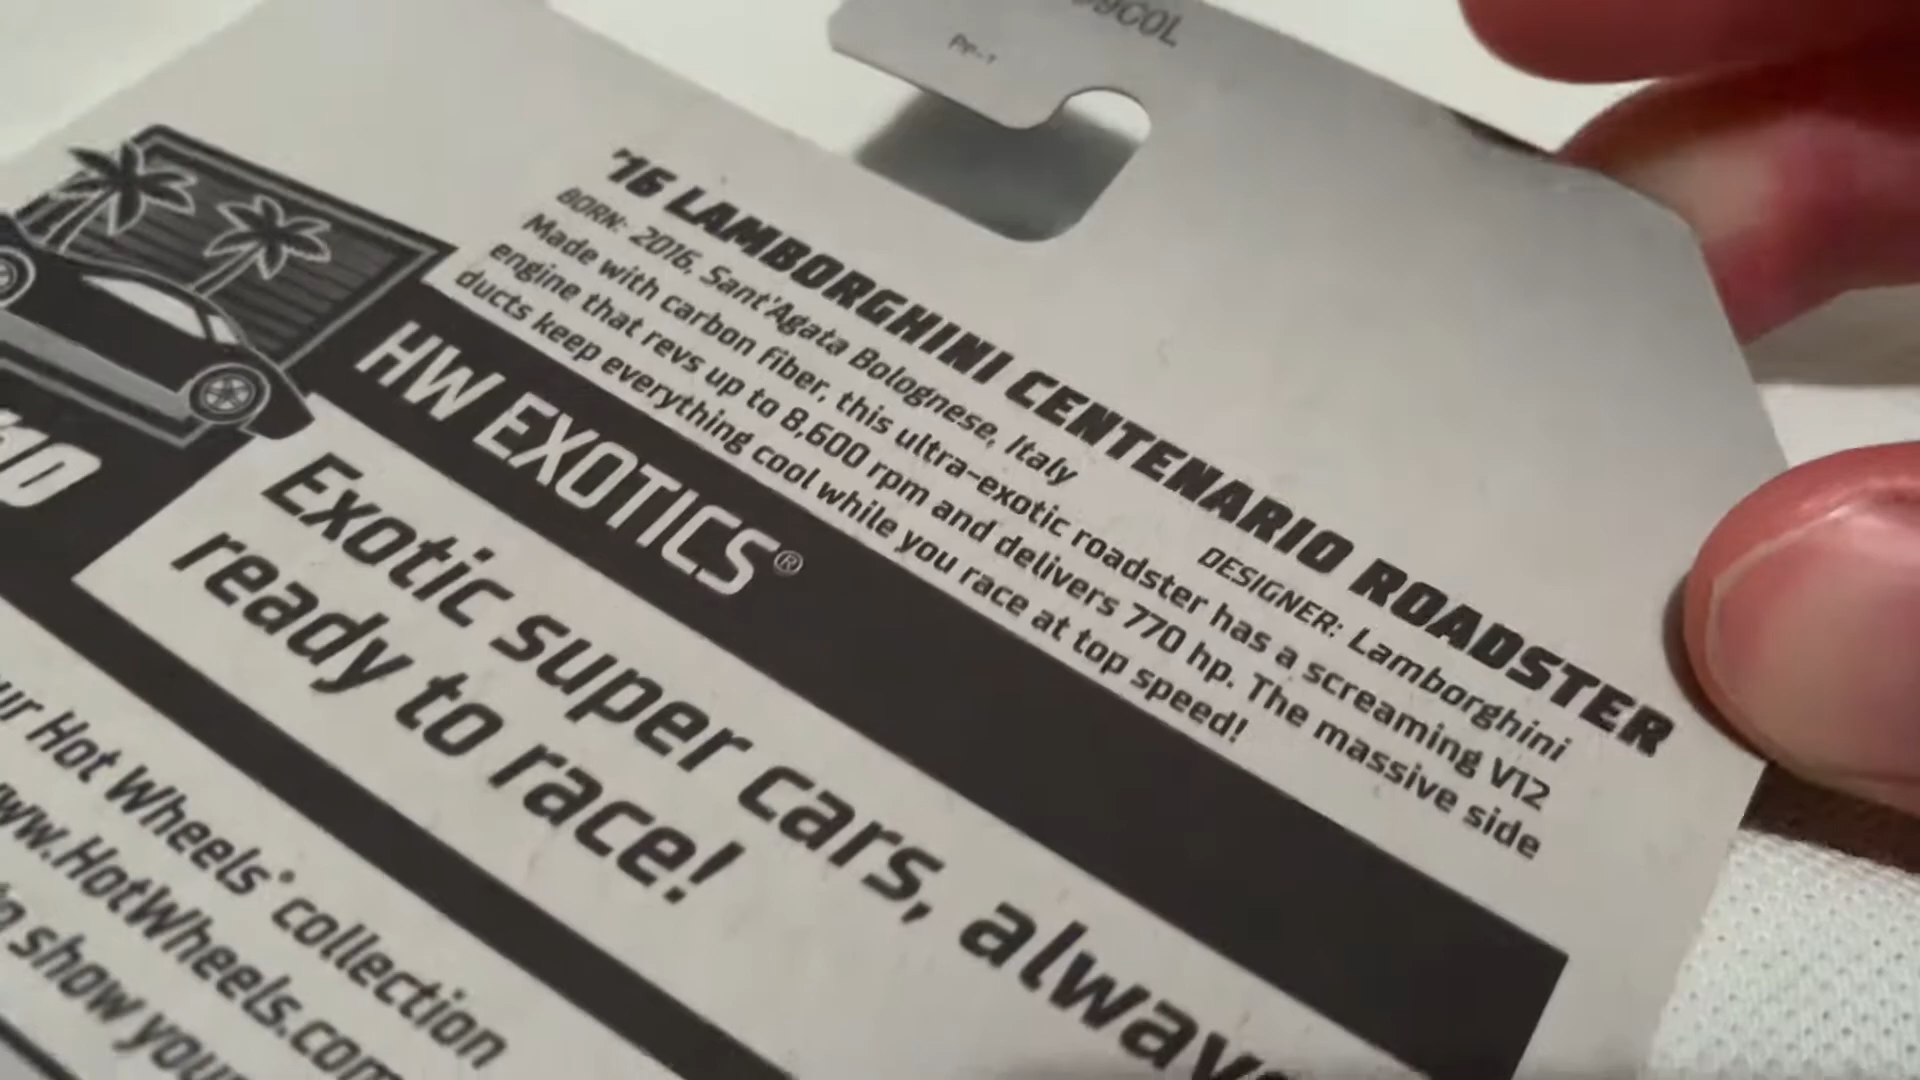 PP-1
'16 LAMBORGHINI CENTENARIO ROADSTER
BORN: 2016, Sant'Agata Bolognese, Italy DESIGNER: Lamborghini
Made with carbon fiber, this ultra-exotic roadster has a screaming V12
engine that revs up to 8,600 rpm and delivers 770 hp. The massive side
ducts keep everything cool while you race at top speed!
HW EXOTICS®
Exotic super cars,
ready to race!
Hot Wheels® collection
HotWheels.com
show your